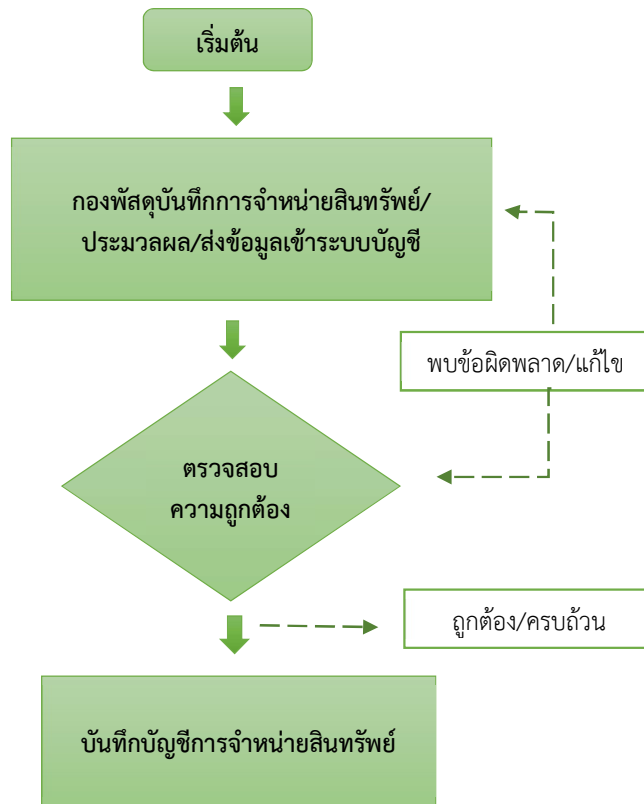 เริ่มต้น
กองพัสดุบันทึกการจำหน่ายสินทรัพย์/
ประมวลผล/ส่งข้อมูลเข้าระบบบัญชี
พบข้อผิดพลาด/แก้ไข
ตรวจสอบ
ความถูกต้อง
ถูกต้อง/ครบถ้วน
บันทึกบัญชีการจำหน่ายสินทรัพย์